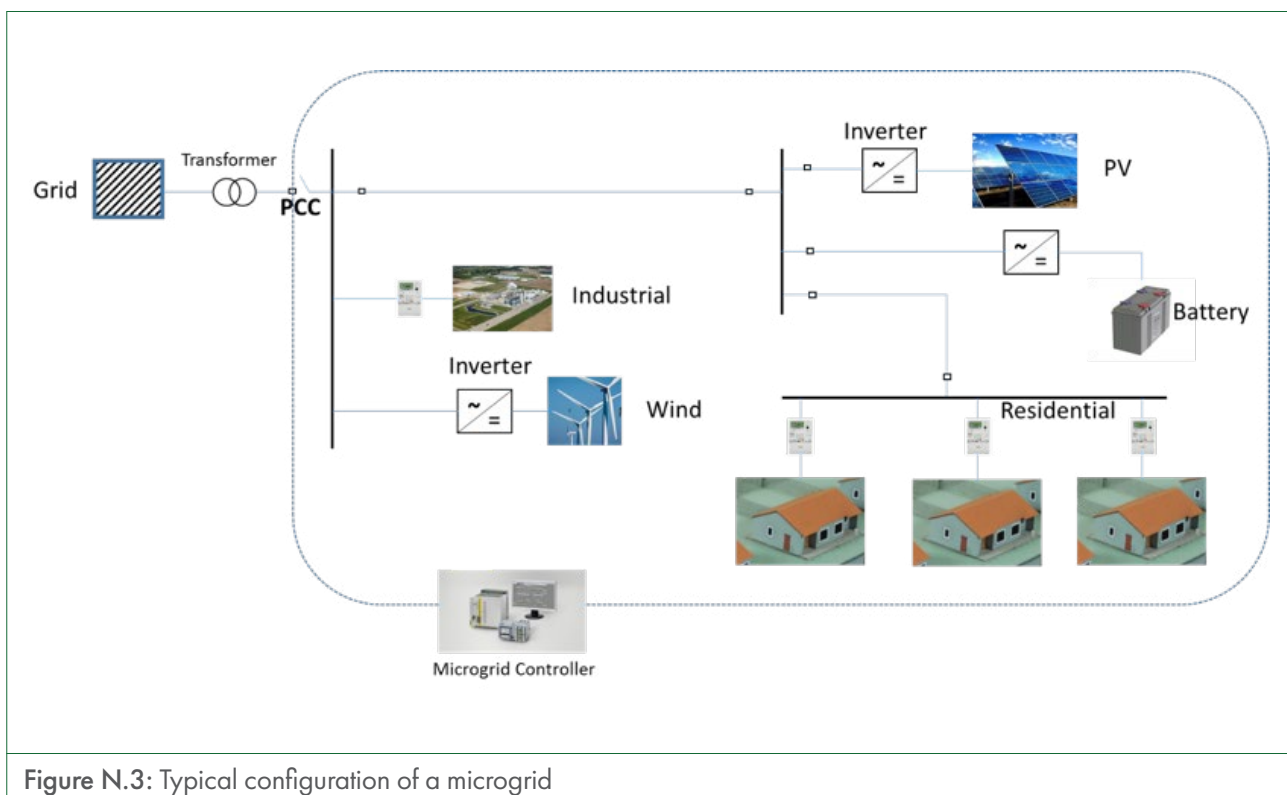 Grid
Transformer
PCC
Inverter
~
=
PV
~
=
Battery
Industrial
Inverter
~
=
Wind
Residential
Microgrid Controller
Figure N.3: Typical configuration of a microgrid